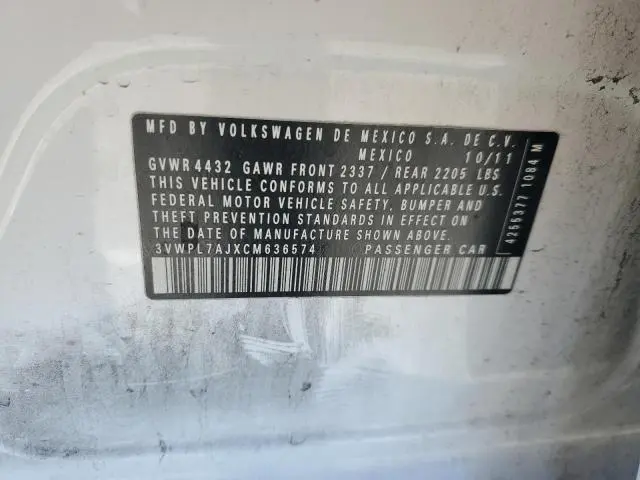 MFD BY VOLKSWAGEN DE MEXICO S.A. DE C.V.
MEXICO 10/11
GVWR 4432 GAWR FRONT 2337 / REAR 2205 LBS
THIS VEHICLE CONFORMS TO ALL APPLICABLE U.S.
FEDERAL MOTOR VEHICLE SAFETY, BUMPER AND
THEFT PREVENTION STANDARDS IN EFFECT ON
THE DATE OF MANUFACTURE SHOWN ABOVE.
3VWPL7AJXCM636574 PASSENGER CAR
4255377 1084 M